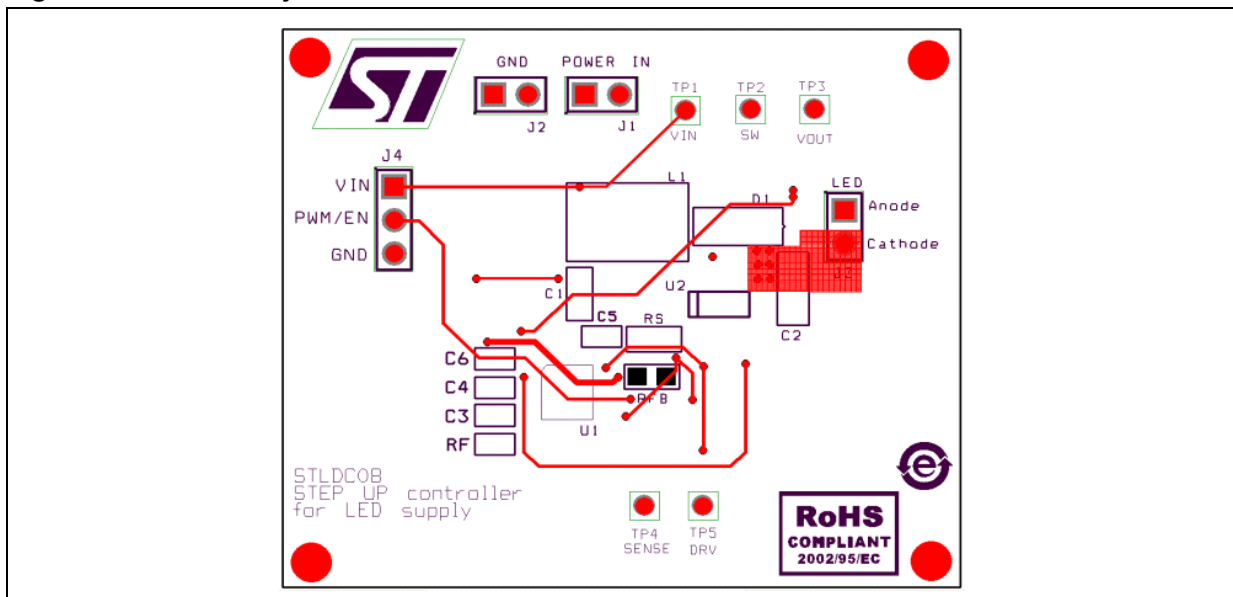 ST
GND
POWER IN
J2
J1
TP1
TP2
TP3
VIN
SW
VOUT
J4
VIN
PWM/EN
GND
L1
D1
LED
Anode
Cathode
J3
C1
U2
C5
RS
C2
C6
C4
C3
RF
RFB
U1
STLDC08
STEP UP controller
for LED supply
TP4
TP5
SENSE
DRV
e
RoHS
COMPLIANT
2002/95/EC